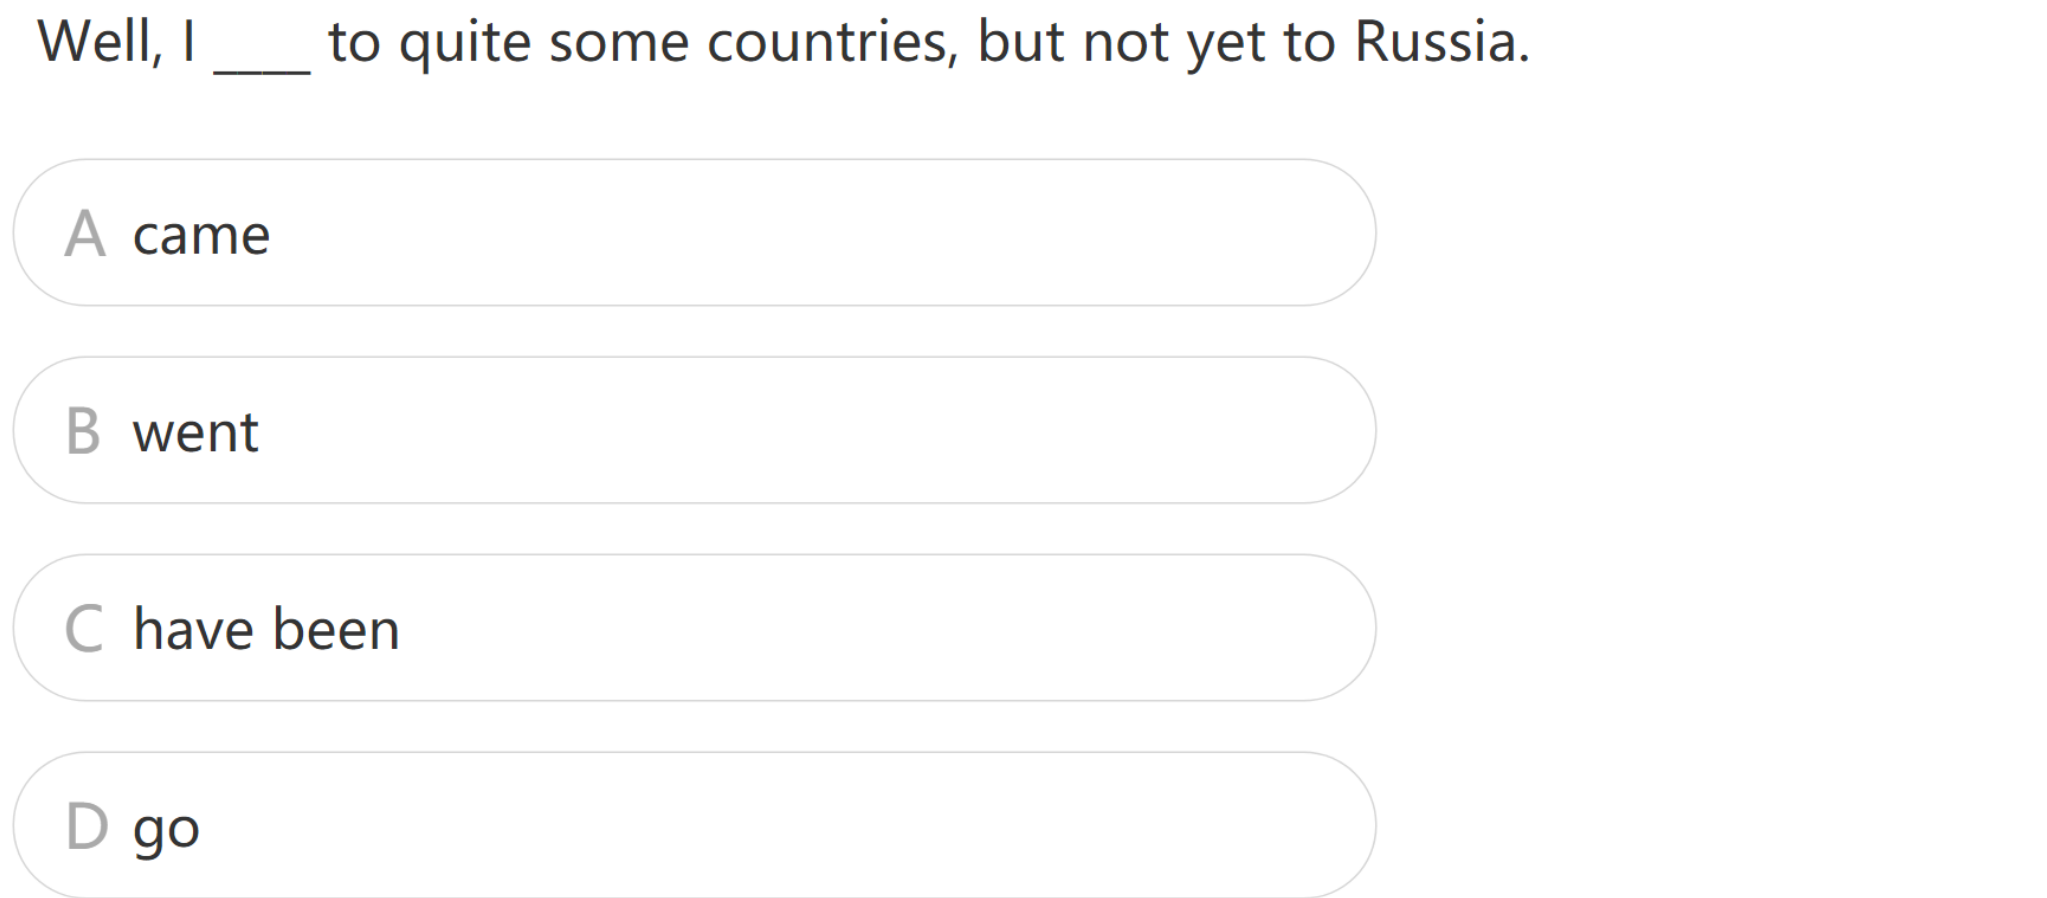 Well, I ____ to quite some countries, but not yet to Russia.
A came
B went
C have been
D go